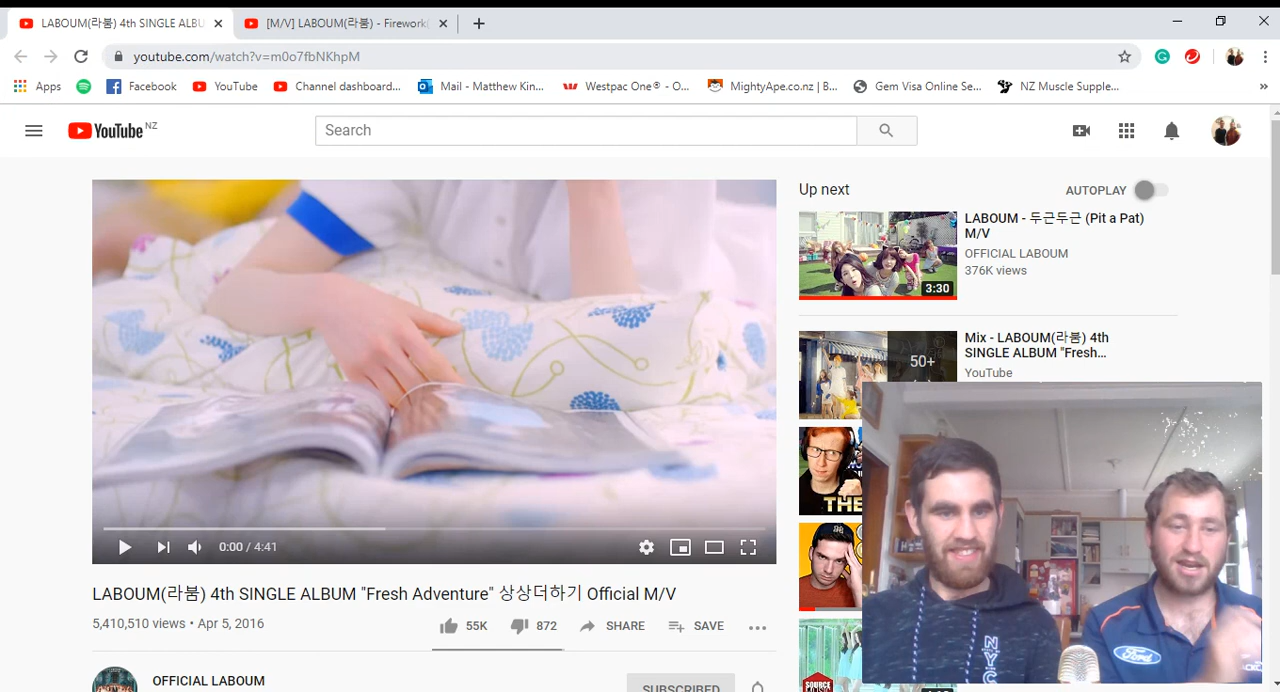 LABOUM(라붐) 4th SINGLE ALBU
[M/V] LABOUM(라붐) - Firework(
youtube.com/watch?v=m0o7fbNKhpM
Apps
Facebook
YouTube
Channel dashboard...
Mail - Matthew Kin...
Westpac One® - O...
MightyApe.co.nz | B...
Gem Visa Online Se...
NZ Muscle Supple...
»
YouTube NZ
Search
Up next
AUTOPLAY
LABOUM - 두근두근 (Pit a Pat)
M/V
OFFICIAL LABOUM
376K views
3:30
50+
Mix - LABOUM(라붐) 4th
SINGLE ALBUM "Fresh...
YouTube
THE
SOURCE
0:00 / 4:41
LABOUM(라붐) 4th SINGLE ALBUM "Fresh Adventure" 상상더하기 Official M/V
5,410,510 views • Apr 5, 2016
55K
872
SHARE
SAVE
OFFICIAL LABOUM
SUBSCRIBED
Ford
NYC